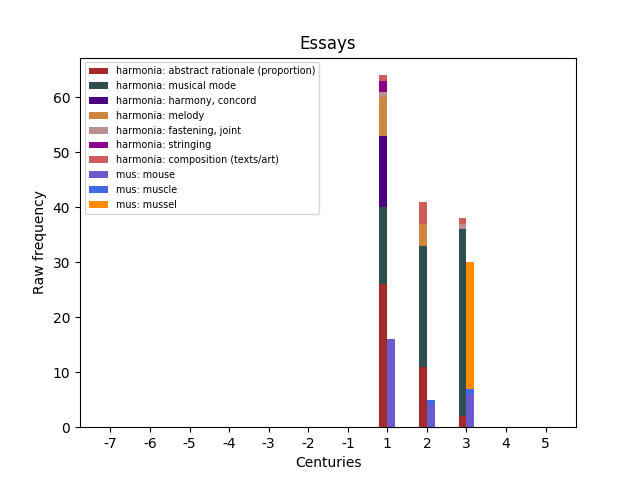 Essays
harmonia: abstract rationale (proportion)
harmonia: musical mode
harmonia: harmony, concord
harmonia: melody
harmonia: fastening, joint
harmonia: stringing
harmonia: composition (texts/art)
mus: mouse
mus: muscle
mus: mussel
60
50
40
30
20
10
0
Raw frequency
-7 -6 -5 -4 -3 -2 -1 1 2 3 4 5
Centuries